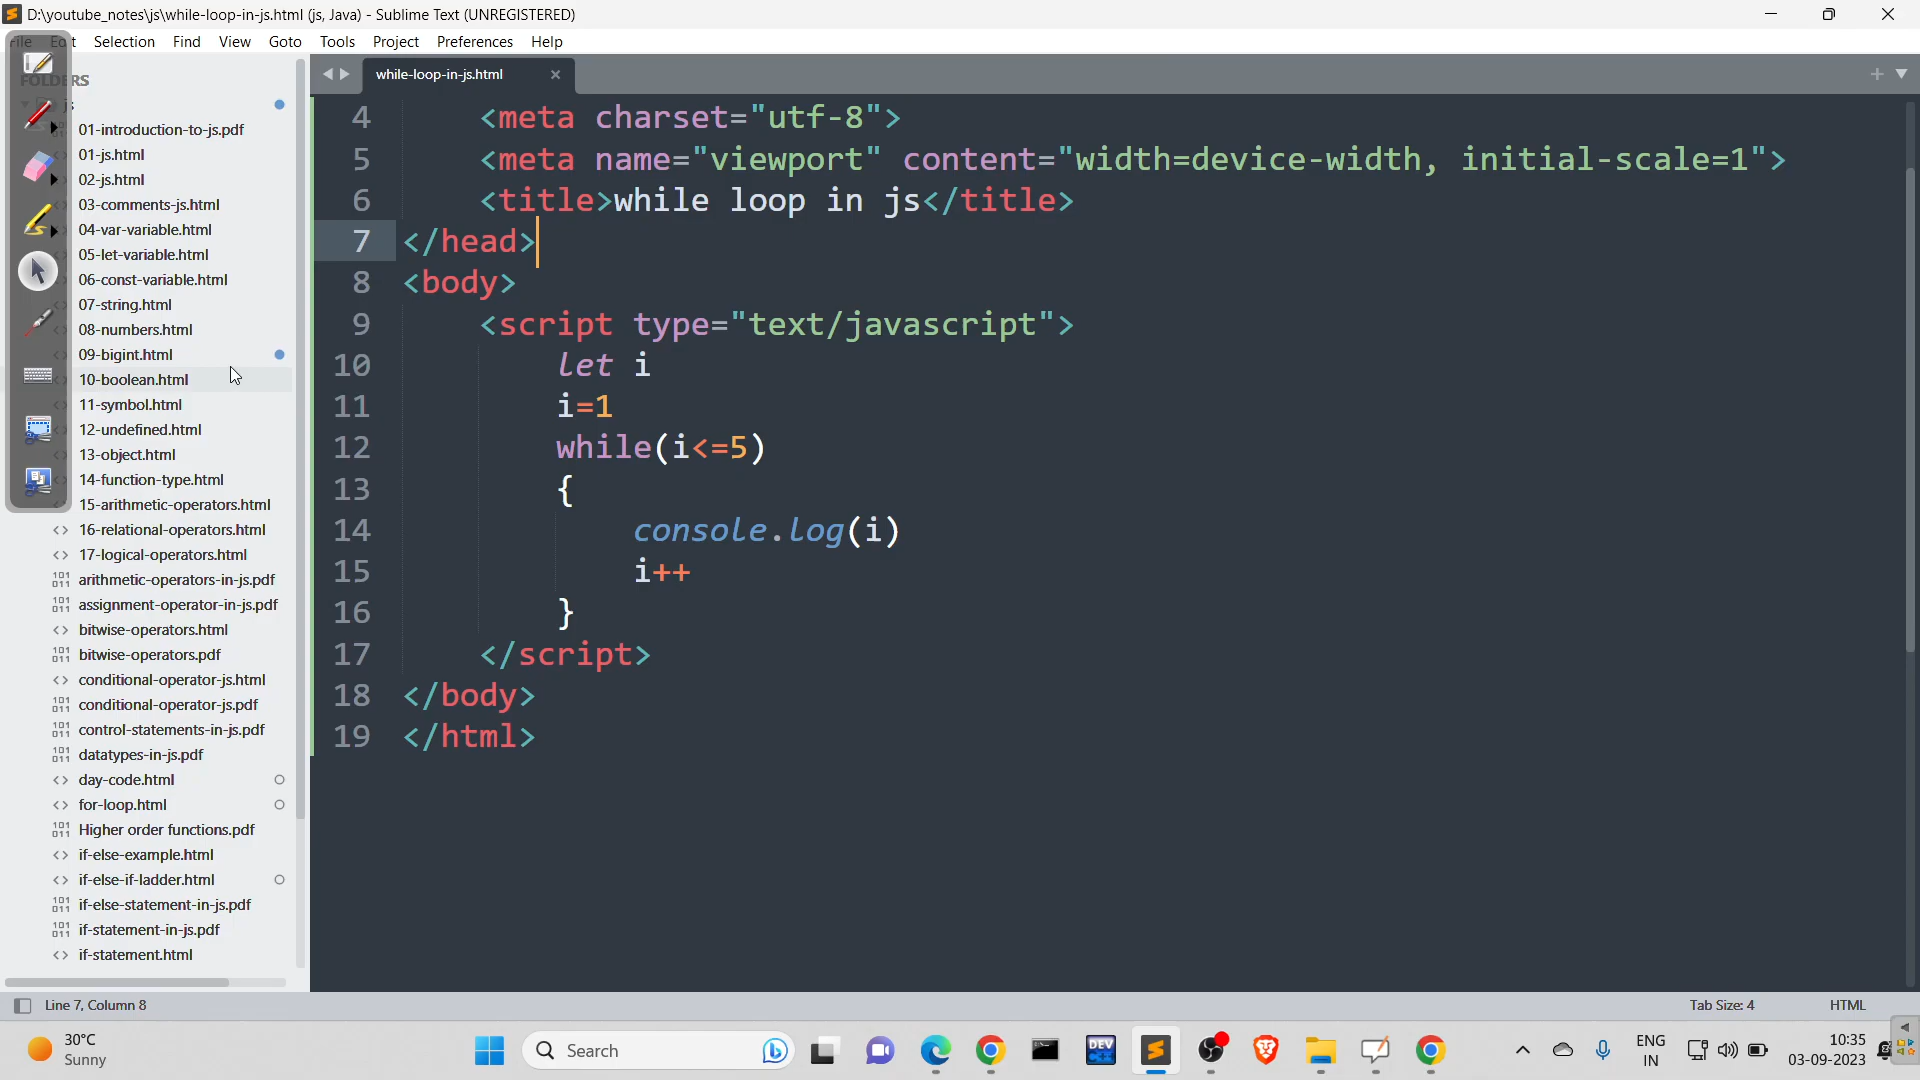 D:\youtube_notes\js\while-loop-in-js.html (js, Java) - Sublime Text (UNREGISTERED)
Selection Find View Goto Tools Project Preferences Help
FOLDERS
01-introduction-to-js.pdf
01-js.html
02-js.html
03-comments-js.html
04-var-variable.html
05-let-variable.html
06-const-variable.html
07-string.html
08-numbers.html
09-bigint.html
10-boolean.html
11-symbol.html
12-undefined.html
13-object.html
14-function-type.html
15-arithmetic-operators.html
16-relational-operators.html
17-logical-operators.html
arithmetic-operators-in-js.pdf
assignment-operator-in-js.pdf
bitwise-operators.html
bitwise-operators.pdf
conditional-operator-js.html
conditional-operator-js.pdf
control-statements-in-js.pdf
datatypes-in-js.pdf
day-code.html
for-loop.html
Higher order functions.pdf
if-else-example.html
if-else-if-ladder.html
if-else-statement-in-js.pdf
if-statement-in-js.pdf
if-statement.html
while-loop-in-js.html
4 <meta charset="utf-8">
5 <meta name="viewport" content="width=device-width, initial-scale=1">
6 <title>while loop in js</title>
7 </head>
8 <body>
9 <script type="text/javascript">
10 let i
11 i=1
12 while(i<=5)
13 {
14 console.log(i)
15 i++
16 }
17 </script>
18 </body>
19 </html>
Line 7, Column 8
Tab Size: 4
HTML
30°C
Sunny
Search
DEV
ENG
IN
10:35
03-09-2023